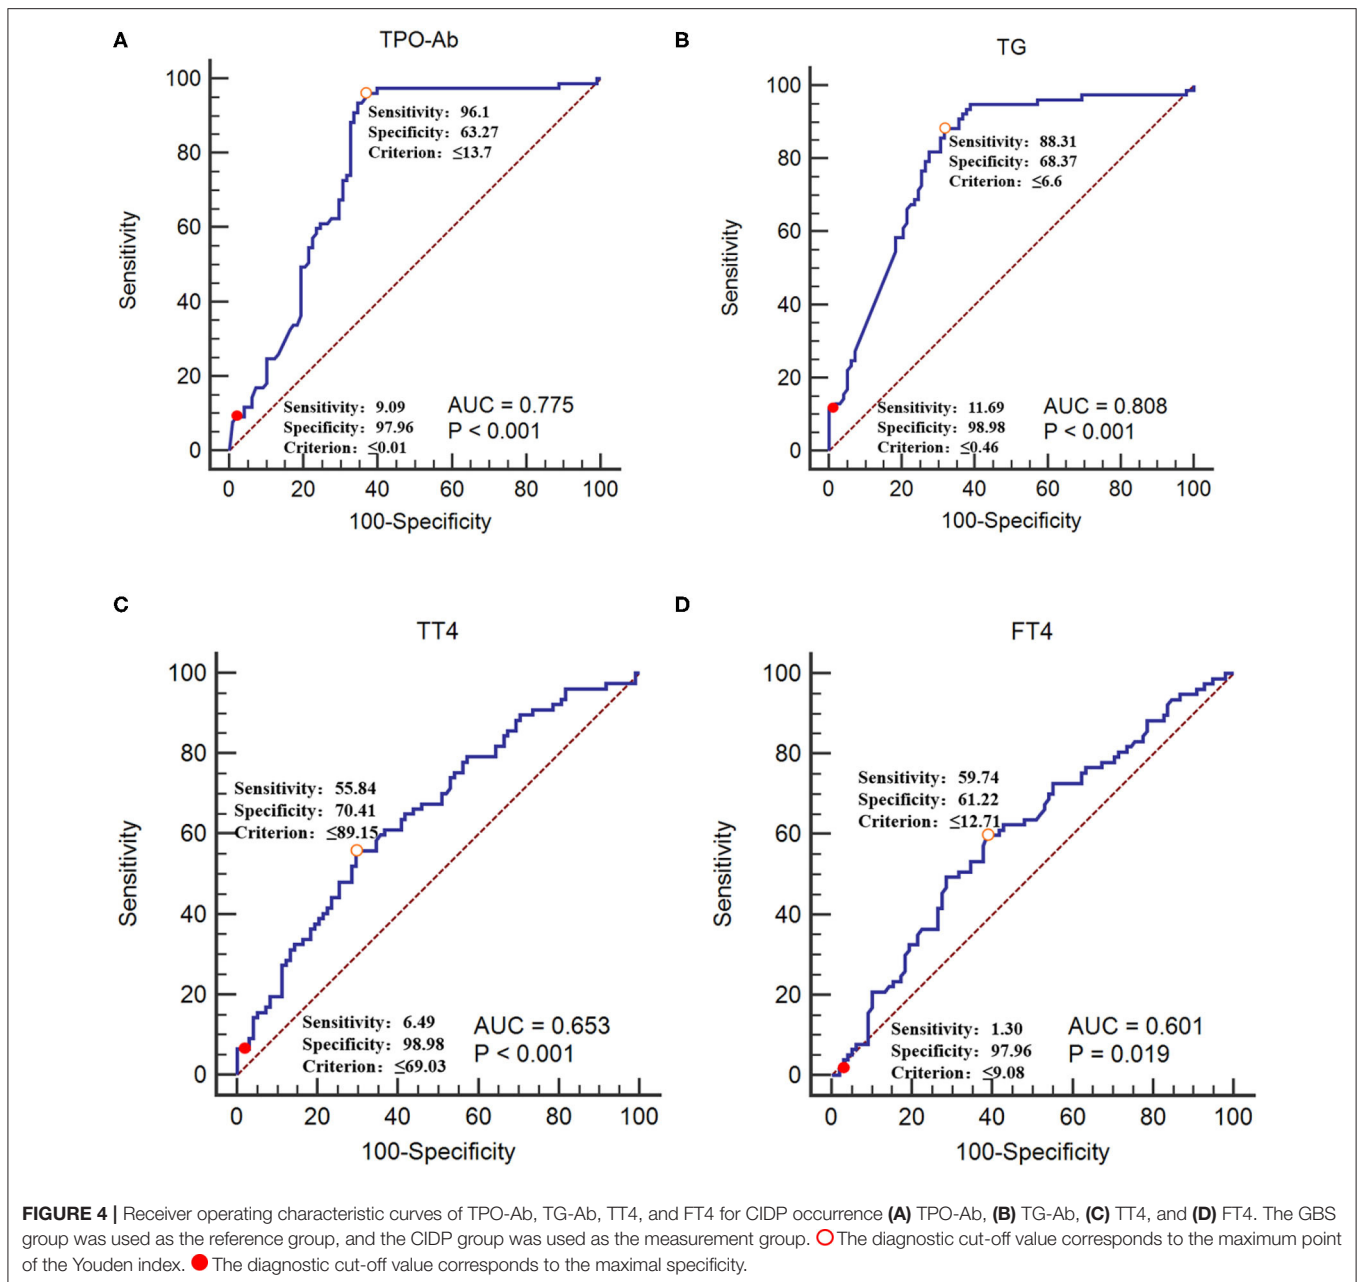 A
TPO-Ab
100
80
60
40
20
0
Sensitivity
Sensitivity: 96.1
Specificity: 63.27
Criterion: ≤13.7
Sensitivity: 9.09
Specificity: 97.96
Criterion: ≤0.01
AUC = 0.775
P < 0.001
0 20 40 60 80 100
100-Specificity
B
TG
100
80
60
40
20
0
Sensitivity
Sensitivity: 88.31
Specificity: 68.37
Criterion: ≤6.6
Sensitivity: 11.69
Specificity: 98.98
Criterion: ≤0.46
AUC = 0.808
P < 0.001
0 20 40 60 80 100
100-Specificity
C
TT4
100
80
60
40
20
0
Sensitivity
Sensitivity: 55.84
Specificity: 70.41
Criterion: ≤89.15
Sensitivity: 6.49
Specificity: 98.98
Criterion: ≤69.03
AUC = 0.653
P < 0.001
0 20 40 60 80 100
100-Specificity
D
FT4
100
80
60
40
20
0
Sensitivity
Sensitivity: 59.74
Specificity: 61.22
Criterion: ≤12.71
Sensitivity: 1.30
Specificity: 97.96
Criterion: ≤9.08
AUC = 0.601
P = 0.019
0 20 40 60 80 100
100-Specificity
FIGURE 4 | Receiver operating characteristic curves of TPO-Ab, TG-Ab, TT4, and FT4 for CIDP occurrence (A) TPO-Ab, (B) TG-Ab, (C) TT4, and (D) FT4. The GBS
group was used as the reference group, and the CIDP group was used as the measurement group. The diagnostic cut-off value corresponds to the maximum point
of the Youden index. The diagnostic cut-off value corresponds to the maximal specificity.